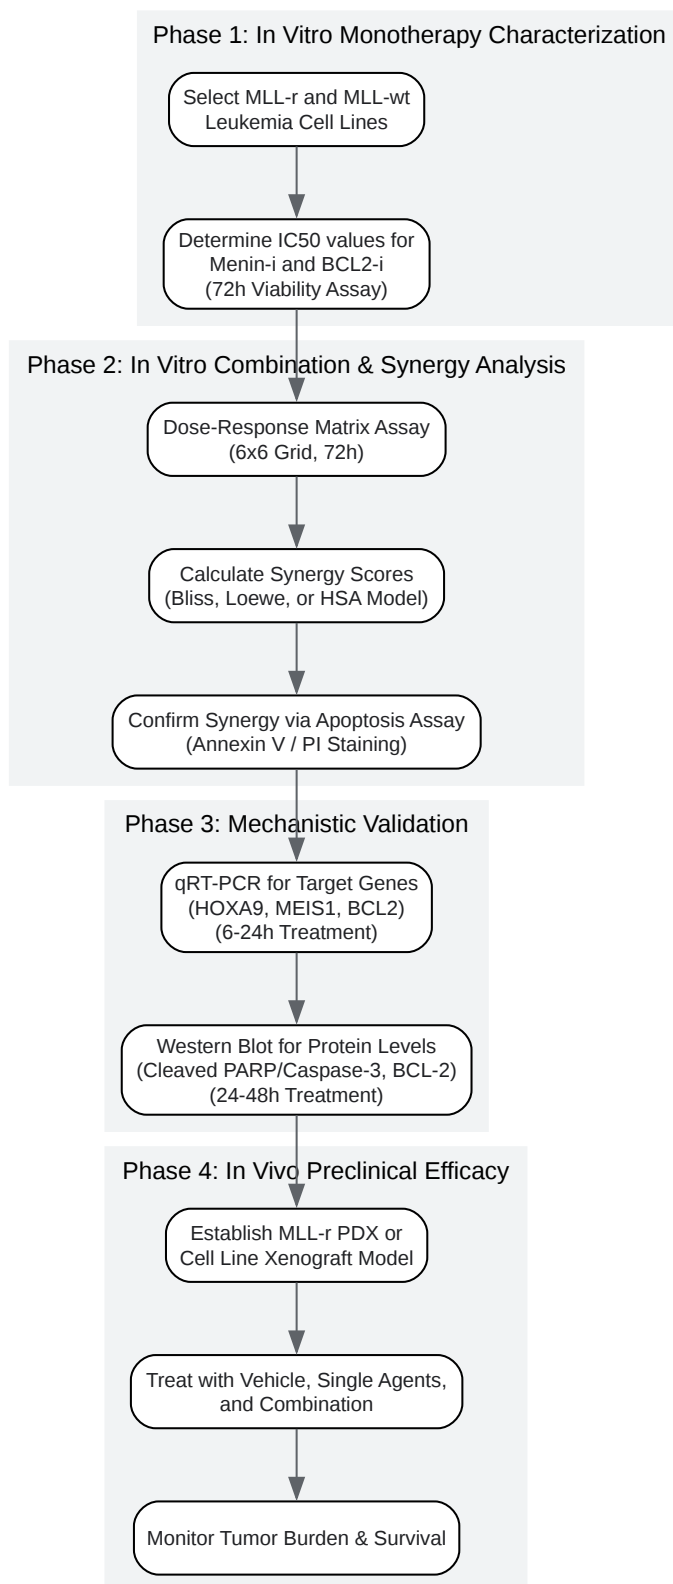 Phase 1: In Vitro Monotherapy Characterization
Select MLL-r and MLL-wt
Leukemia Cell Lines
Determine IC50 values for
Menin-i and BCL2-i
(72h Viability Assay)
Phase 2: In Vitro Combination & Synergy Analysis
Dose-Response Matrix Assay
(6x6 Grid, 72h)
Calculate Synergy Scores
(Bliss, Loewe, or HSA Model)
Confirm Synergy via Apoptosis Assay
(Annexin V / PI Staining)
Phase 3: Mechanistic Validation
qRT-PCR for Target Genes
(HOXA9, MEIS1, BCL2)
(6-24h Treatment)
Western Blot for Protein Levels
(Cleaved PARP/Caspase-3, BCL-2)
(24-48h Treatment)
Phase 4: In Vivo Preclinical Efficacy
Establish MLL-r PDX or
Cell Line Xenograft Model
Treat with Vehicle, Single Agents,
and Combination
Monitor Tumor Burden & Survival